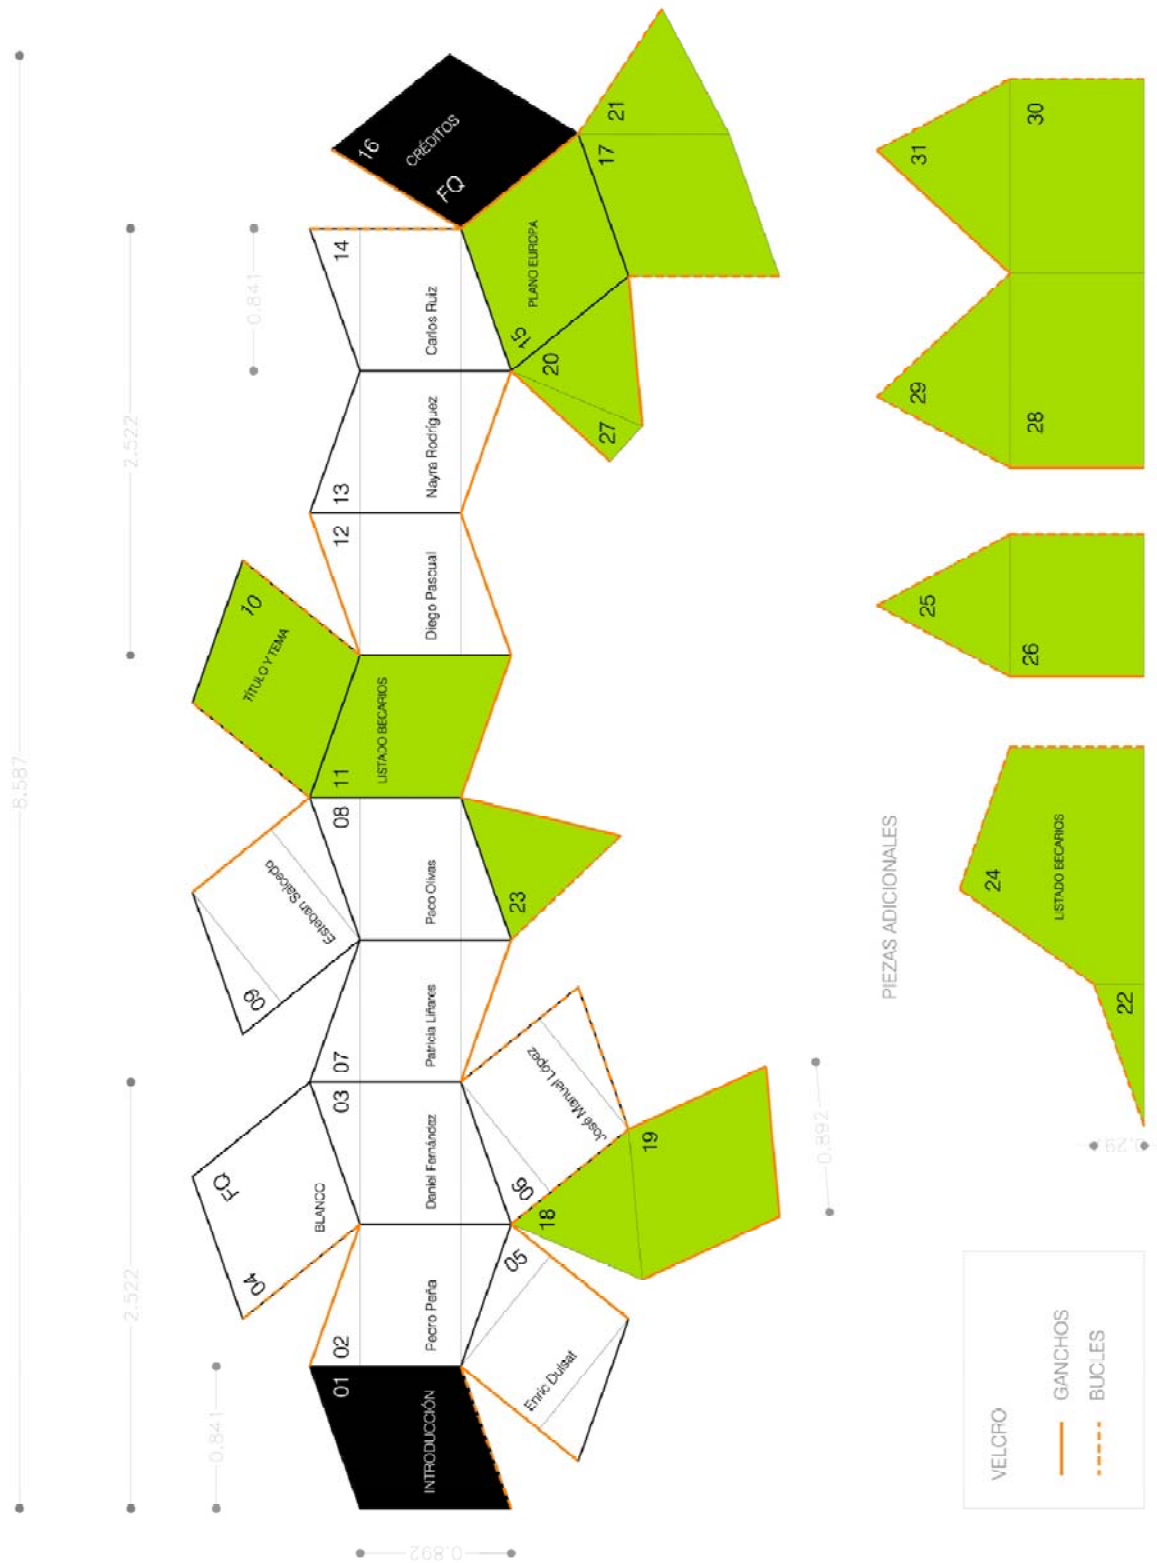 8.587
2.522
2.522
0.841
0.841
0.892
01
INTRODUCCIÓN
02
Pedro Peña
03
Daniel Fernández
04
FQ
BLANCO
05
Enric Dulsat
06
José Manuel López
07
Patricia Liñares
08
Paco Olivas
09
Esteban Salcedo
10
TÍTULO Y TEMA
11
LISTADO BECARIOS
12
Diego Pascual
13
Nayra Rodríguez
14
Carlos Ruiz
15
PLANO EUROPA
16
CRÉDITOS
FQ
17
18
19
20
21
23
27
0.892
PIEZAS ADICIONALES
22
24
LISTADO BECARIOS
25
26
28
29
30
31
VELCRO
GANCHOS
BUCLES